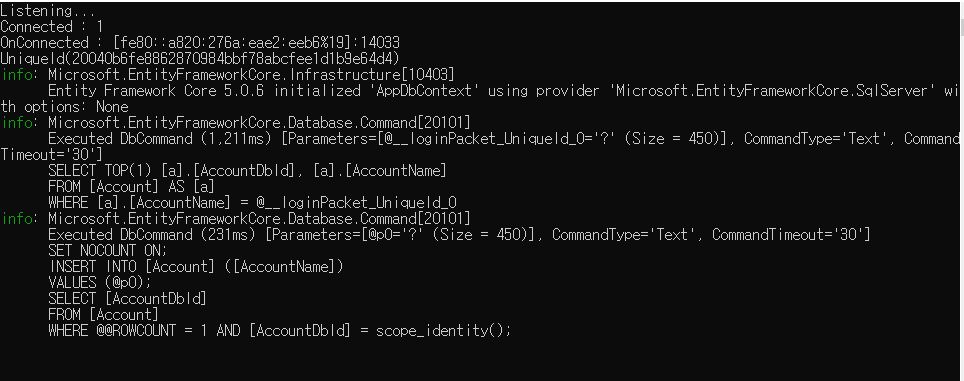 Listening...
Connected : 1
OnConnected : [fe80::a820:276a:eae2:eeb6%19]:14033
UniqueId(20040b6fe8862870984bbf78abcfee1d1b9e64d4)
info: Microsoft.EntityFrameworkCore.Infrastructure[10403]
      Entity Framework Core 5.0.6 initialized 'AppDbContext' using provider 'Microsoft.EntityFrameworkCore.SqlServer' wi
th options: None
info: Microsoft.EntityFrameworkCore.Database.Command[20101]
      Executed DbCommand (1,211ms) [Parameters=[@__loginPacket_UniqueId_0='?' (Size = 450)], CommandType='Text', Command
Timeout='30']
      SELECT TOP(1) [a].[AccountDbId], [a].[AccountName]
      FROM [Account] AS [a]
      WHERE [a].[AccountName] = @__loginPacket_UniqueId_0
info: Microsoft.EntityFrameworkCore.Database.Command[20101]
      Executed DbCommand (231ms) [Parameters=[@p0='?' (Size = 450)], CommandType='Text', CommandTimeout='30']
      SET NOCOUNT ON;
      INSERT INTO [Account] ([AccountName])
      VALUES (@p0);
      SELECT [AccountDbId]
      FROM [Account]
      WHERE @@ROWCOUNT = 1 AND [AccountDbId] = scope_identity();